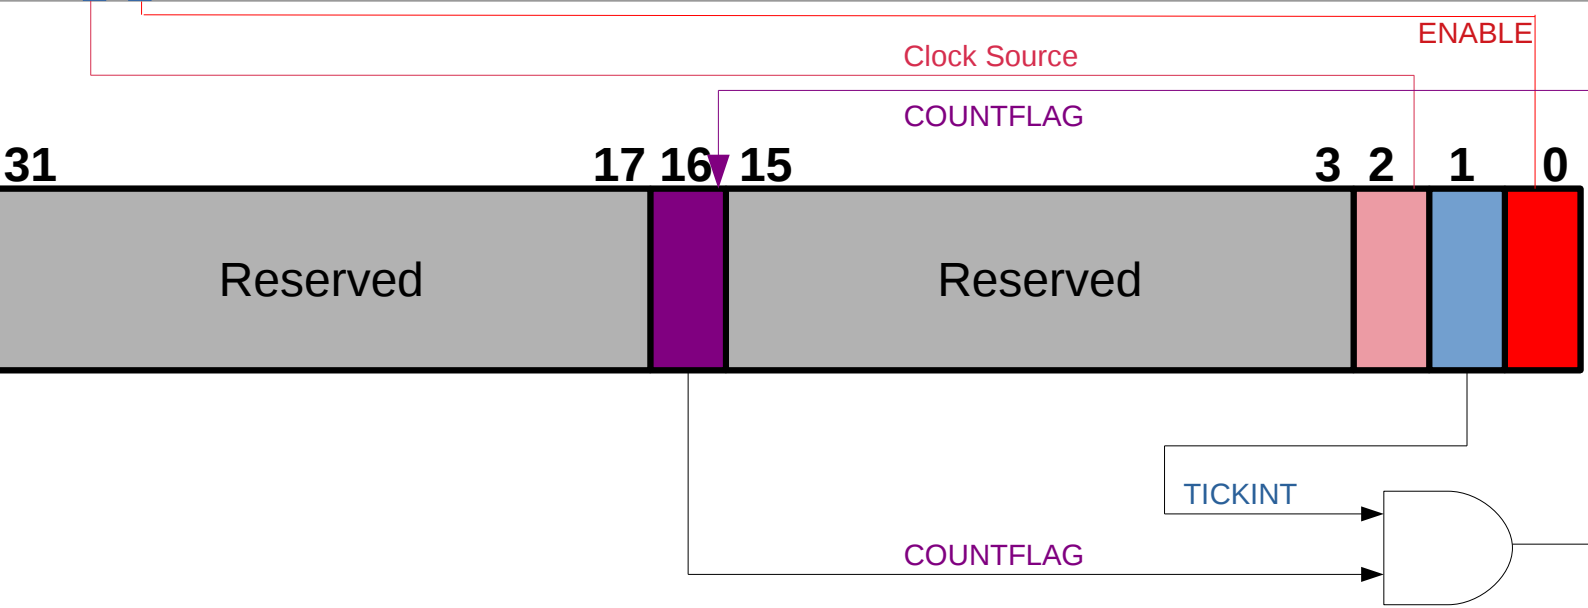 ENABLE
Clock Source
COUNTFLAG
31 17 16 15 3 2 1 0
Reserved Reserved
TICKINT
COUNTFLAG